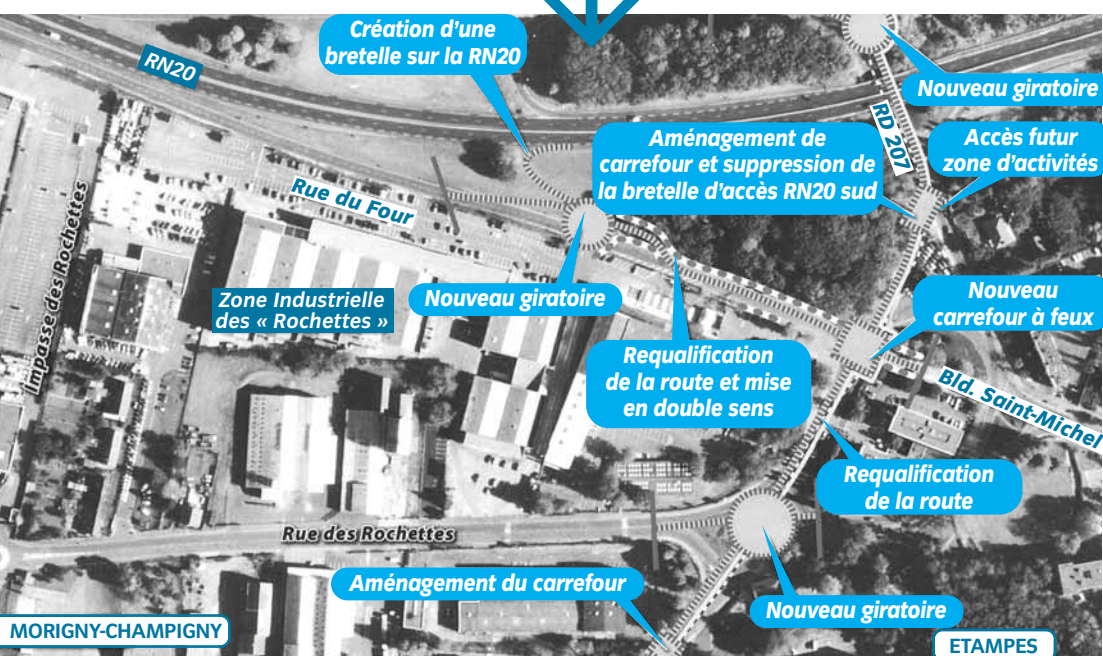 Création d’une
bretelle sur la RN20
RN20
Nouveau giratoire
RD 207
Aménagement de
carrefour et suppression de
la bretelle d’accès RN20 sud
Accès futur
zone d’activités
Rue du Four
Impasse des Rochettes
Zone Industrielle
des « Rochettes »
Nouveau giratoire
Nouveau
carrefour à feux
Requalification
de la route et mise
en double sens
Bld. Saint-Michel
Requalification
de la route
Rue des Rochettes
Aménagement du carrefour
Nouveau giratoire
MORIGNY-CHAMPIGNY
ETAMPES